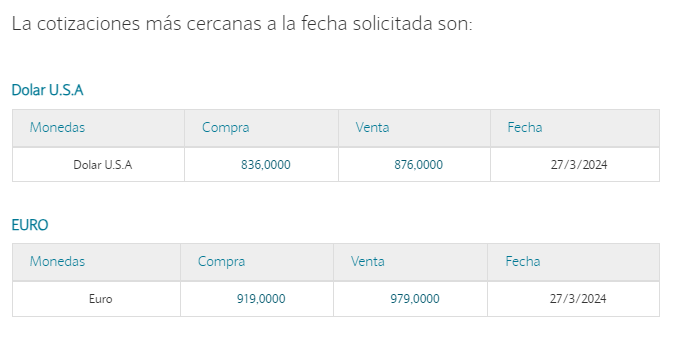 La cotizaciones más cercanas a la fecha solicitada son:
Dolar U.S.A
Monedas Compra Venta Fecha
Dolar U.S.A 836,0000 876,0000 27/3/2024
EURO
Monedas Compra Venta Fecha
Euro 919,0000 979,0000 27/3/2024